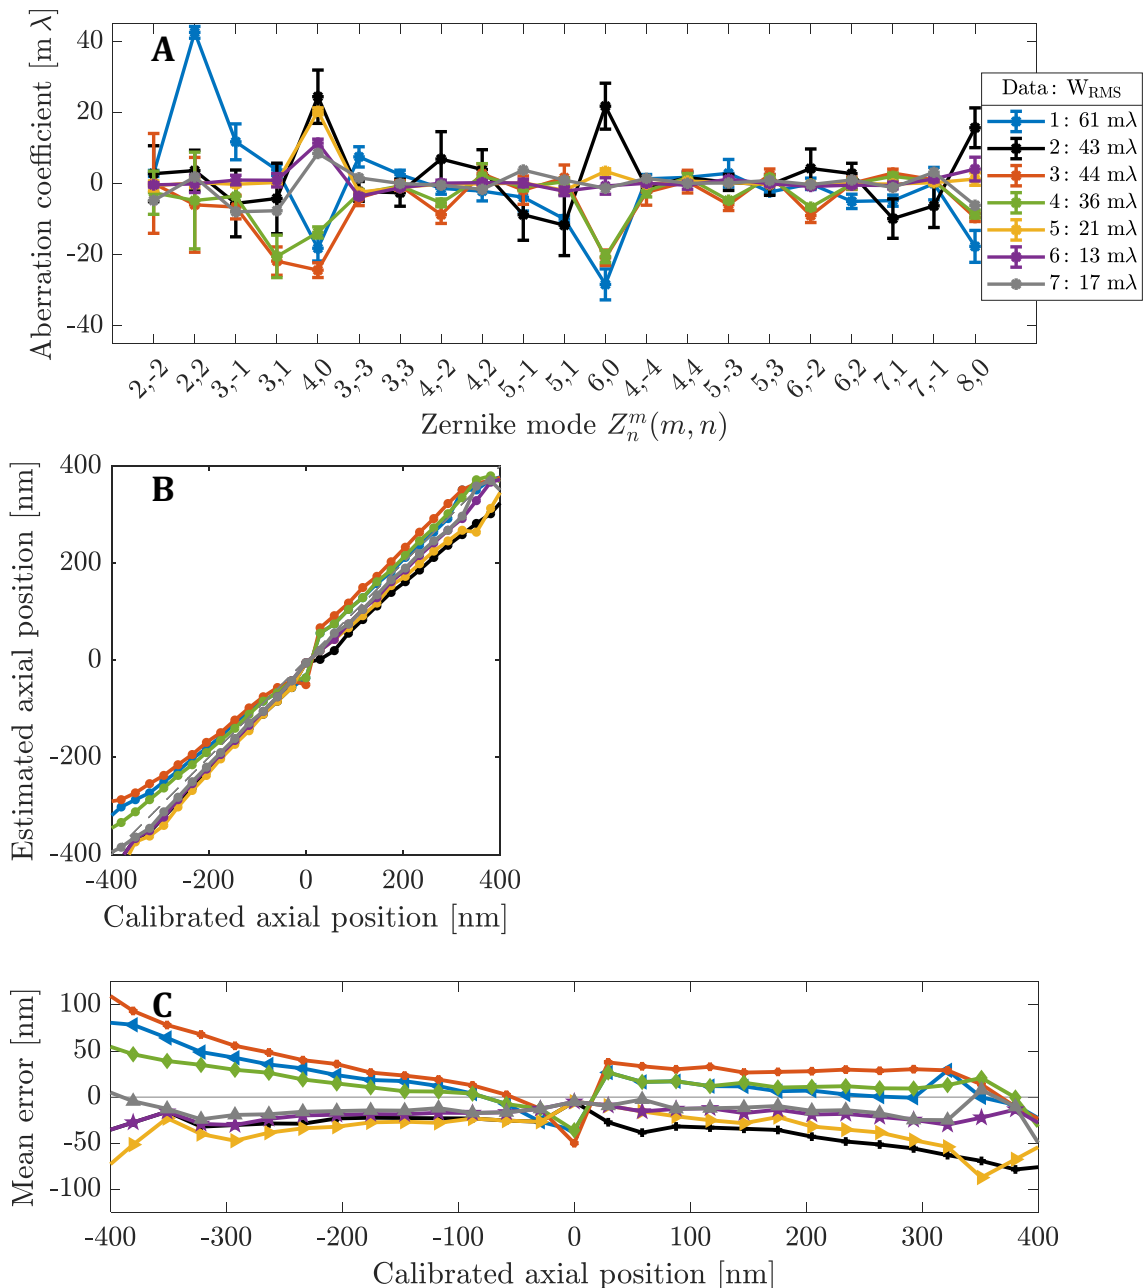 A
Aberration coefficient [m λ]
40
20
0
-20
-40
2,-2
2,2
3,-1
3,1
4,0
3,-3
3,3
4,-2
4,2
5,-1
5,1
6,0
4,-4
4,4
5,-3
5,3
6,-2
6,2
7,1
7,-1
8,0
Zernike mode Z_n^m(m, n)
Data: W_RMS
1: 61 mλ
2: 43 mλ
3: 44 mλ
4: 36 mλ
5: 21 mλ
6: 13 mλ
7: 17 mλ
B
Estimated axial position [nm]
400
200
0
-200
-400
-400 -200 0 200 400
Calibrated axial position [nm]
C
Mean error [nm]
100
50
0
-50
-100
-400 -300 -200 -100 0 100 200 300 400
Calibrated axial position [nm]